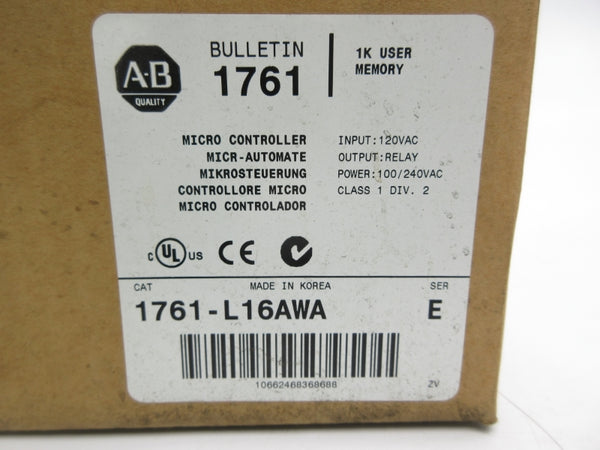 A-B
QUALITY
BULLETIN
1761
1K USER
MEMORY
MICRO CONTROLLER
MICR-AUTOMATE
MIKROSTEUERUNG
CONTROLLORE MICRO
MICRO CONTROLADOR
INPUT:120VAC
OUTPUT:RELAY
POWER:100/240VAC
CLASS 1 DIV. 2
C UL US CE
CAT
MADE IN KOREA
SER
1761-L16AWA
E
10662468368688
ZV